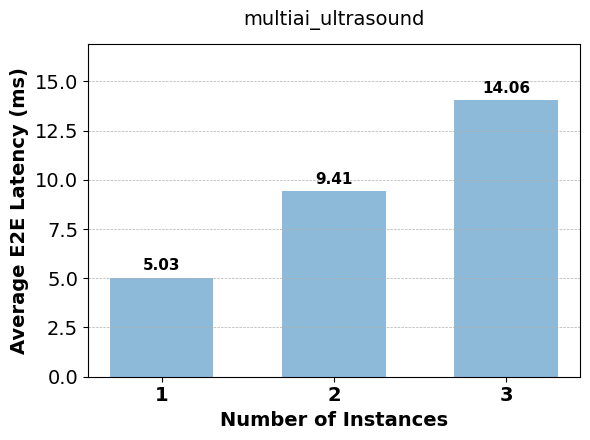 multiai_ultrasound
Average E2E Latency (ms)
15.0
12.5
10.0
7.5
5.0
2.5
0.0
5.03
9.41
14.06
1 2 3
Number of Instances